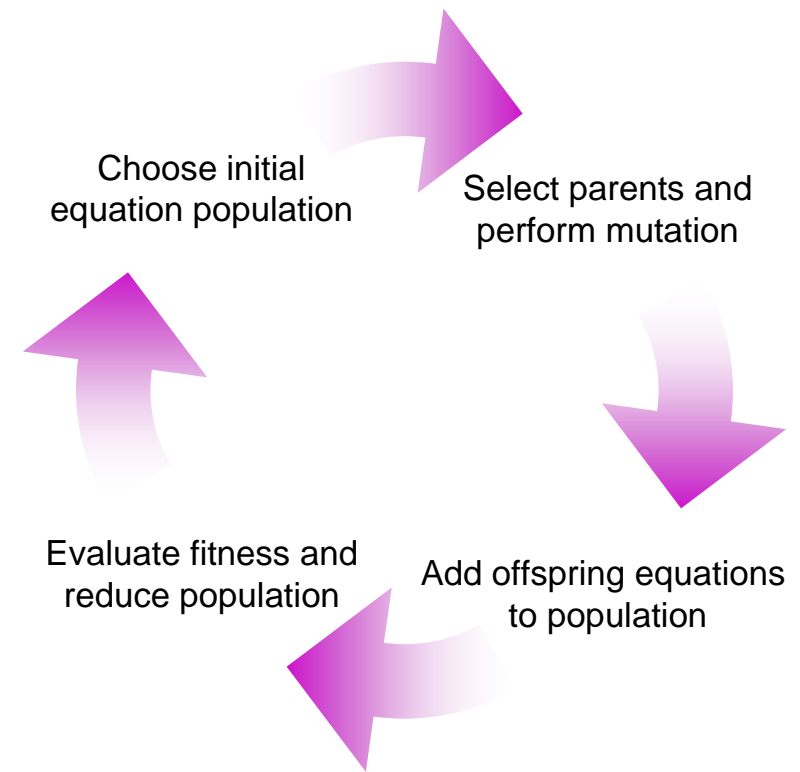 Choose initial
equation population
Select parents and
perform mutation
Add offspring equations
to population
Evaluate fitness and
reduce population